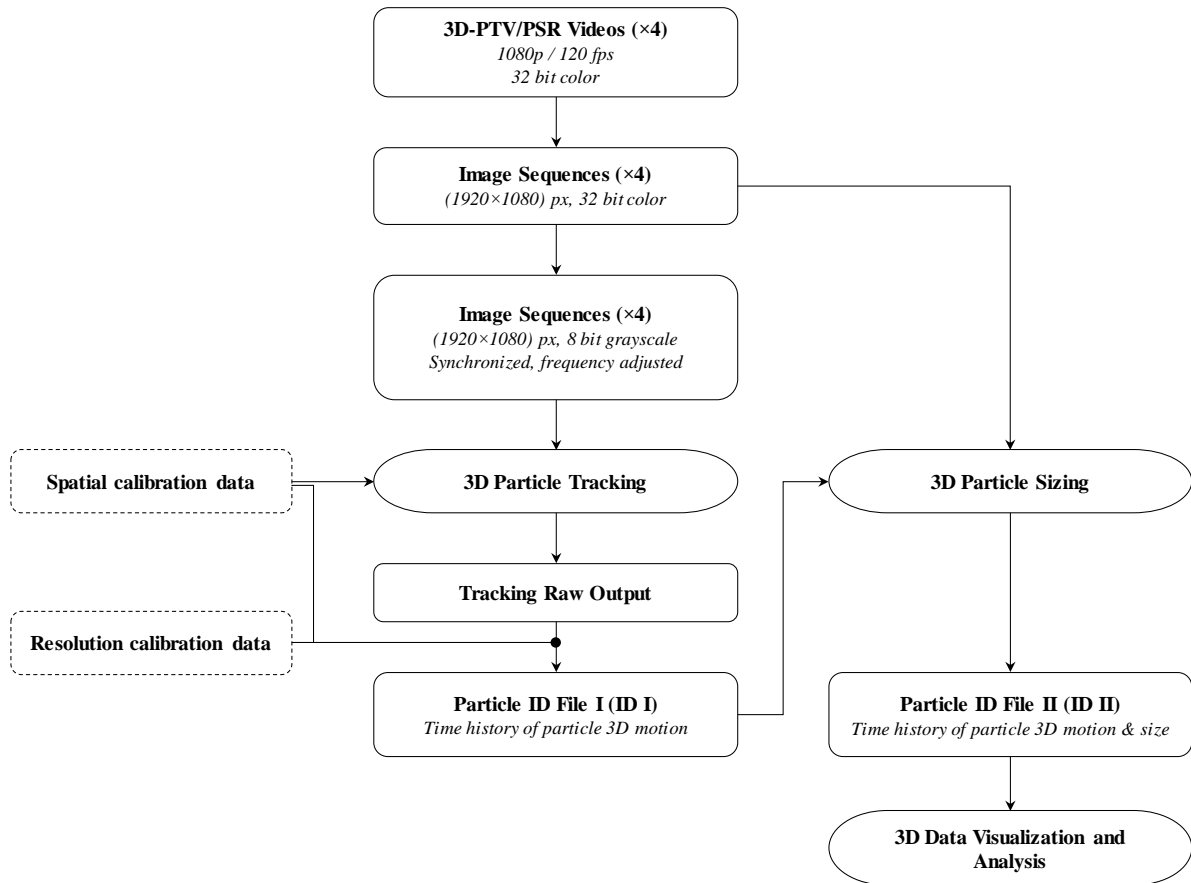 3D-PTV/PSR Videos (×4)
1080p / 120 fps
32 bit color
Image Sequences (×4)
(1920×1080) px, 32 bit color
Image Sequences (×4)
(1920×1080) px, 8 bit grayscale
Synchronized, frequency adjusted
Spatial calibration data
3D Particle Tracking
3D Particle Sizing
Tracking Raw Output
Resolution calibration data
Particle ID File I (ID I)
Time history of particle 3D motion
Particle ID File II (ID II)
Time history of particle 3D motion & size
3D Data Visualization and
Analysis